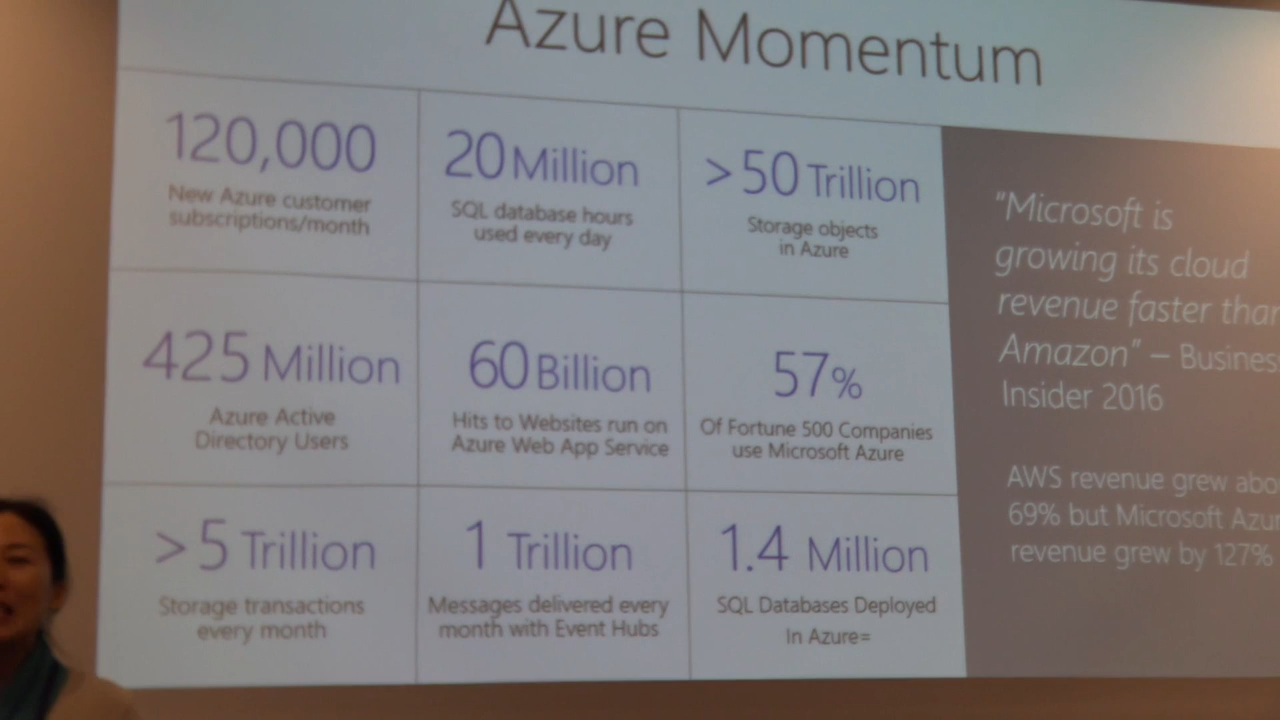 Azure Momentum
120,000
New Azure customer
subscriptions/month
20 Million
SQL database hours
used every day
> 50 Trillion
Storage objects
in Azure
425 Million
Azure Active
Directory Users
60 Billion
Hits to Websites run on
Azure Web App Service
57%
Of Fortune 500 Companies
use Microsoft Azure
> 5 Trillion
Storage transactions
every month
1 Trillion
Messages delivered every
month with Event Hubs
1.4 Million
SQL Databases Deployed
In Azure=
"Microsoft is
growing its cloud
revenue faster than
Amazon" – Business
Insider 2016
AWS revenue grew
69% but Microsoft Azu
revenue grew by 127%